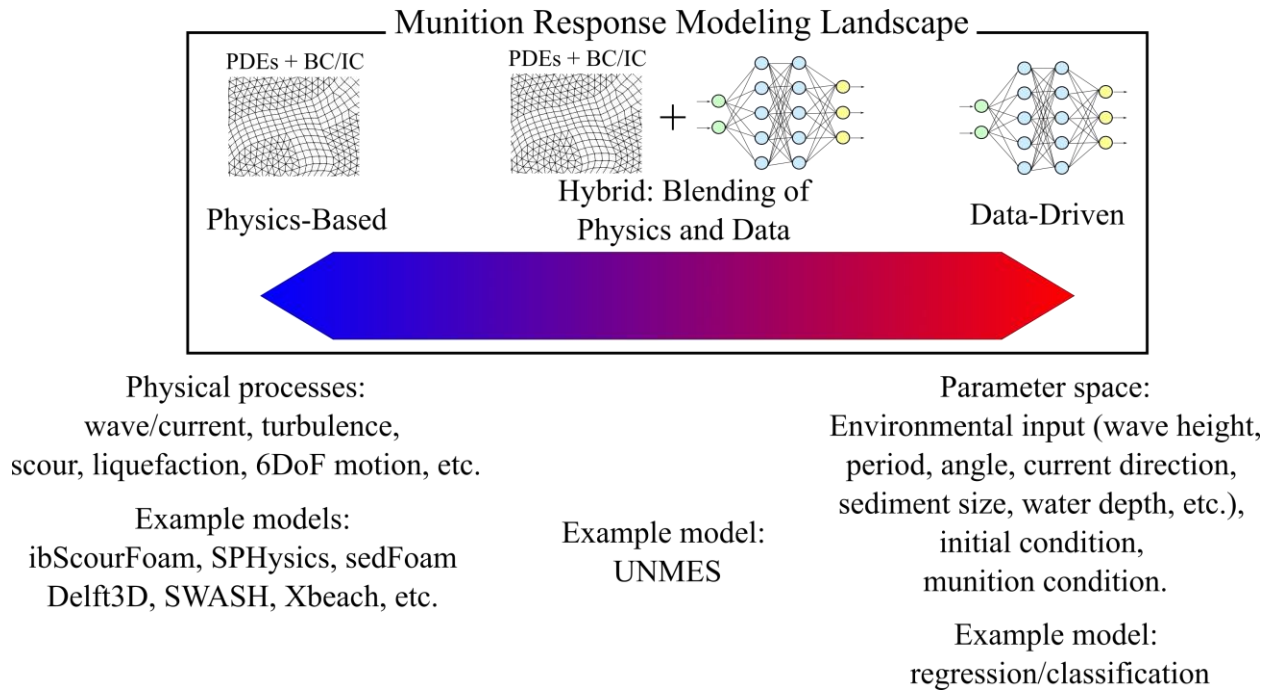 Munition Response Modeling Landscape
PDEs + BC/IC
PDEs + BC/IC
+
Physics-Based
Hybrid: Blending of
Physics and Data
Data-Driven
Physical processes:
wave/current, turbulence,
scour, liquefaction, 6DoF motion, etc.
Example models:
ibScourFoam, SPHysics, sedFoam
Delft3D, SWASH, Xbeach, etc.
Example model:
UNMES
Parameter space:
Environmental input (wave height,
period, angle, current direction,
sediment size, water depth, etc.),
initial condition,
munition condition.
Example model:
regression/classification